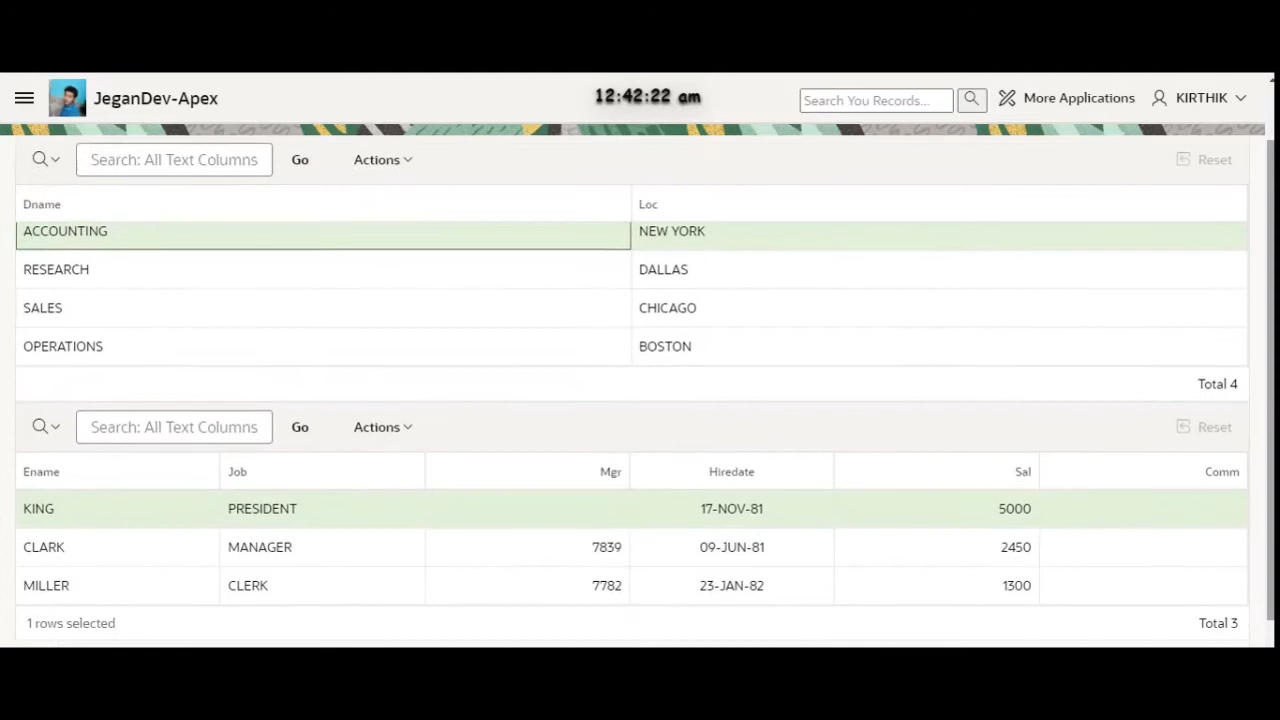 JeganDev-Apex 12:42:22 am Search You Records... More Applications KIRTHIK
Search: All Text Columns Go Actions Reset
Dname Loc
ACCOUNTING NEW YORK
RESEARCH DALLAS
SALES CHICAGO
OPERATIONS BOSTON
Total 4
Search: All Text Columns Go Actions Reset
Ename Job Mgr Hiredate Sal Comm
KING PRESIDENT 17-NOV-81 5000
CLARK MANAGER 7839 09-JUN-81 2450
MILLER CLERK 7782 23-JAN-82 1300
1 rows selected Total 3